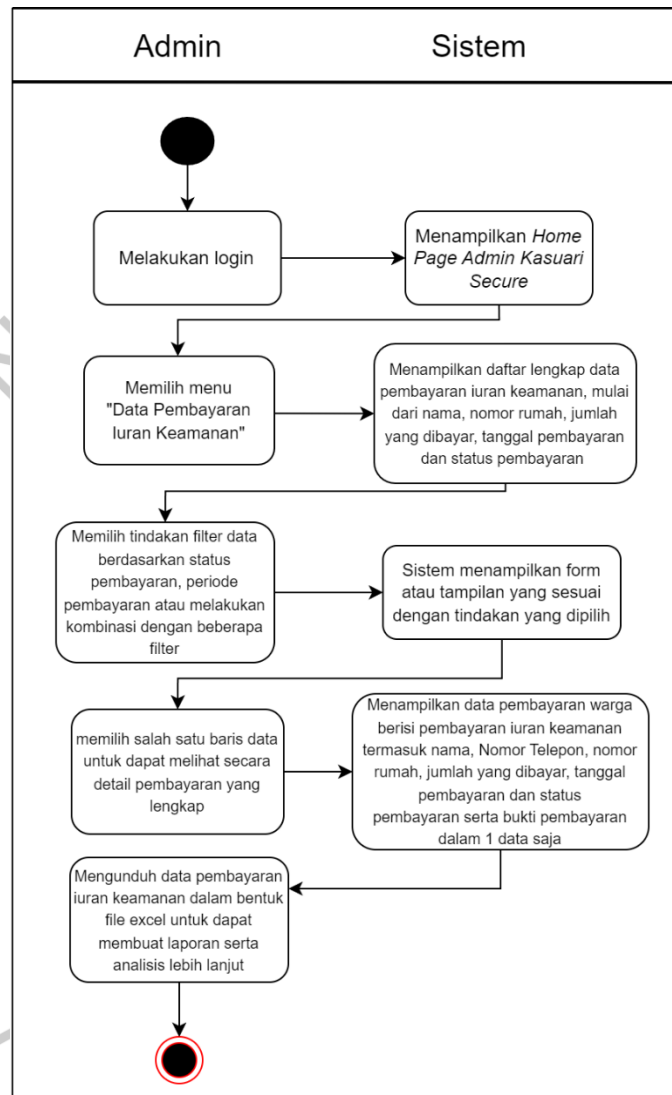 Admin
Sistem
Melakukan login
Menampilkan Home
Page Admin Kasuari
Secure
Memilih menu
"Data Pembayaran
Iuran Keamanan"
Menampilkan daftar lengkap data
pembayaran iuran keamanan, mulai
dari nama, nomor rumah, jumlah
yang dibayar, tanggal pembayaran
dan status pembayaran
Memilih tindakan filter data
berdasarkan status
pembayaran, periode
pembayaran atau melakukan
kombinasi dengan beberapa
filter
Sistem menampilkan form
atau tampilan yang sesuai
dengan tindakan yang dipilih
memilih salah satu baris data
untuk dapat melihat secara
detail pembayaran yang
lengkap
Menampilkan data pembayaran warga
berisi pembayaran iuran keamanan
termasuk nama, Nomor Telepon, nomor
rumah, jumlah yang dibayar, tanggal
pembayaran dan status
pembayaran serta bukti pembayaran
dalam 1 data saja
Mengunduh data pembayaran
iuran keamanan dalam bentuk
file excel untuk dapat
membuat laporan serta
analisis lebih lanjut